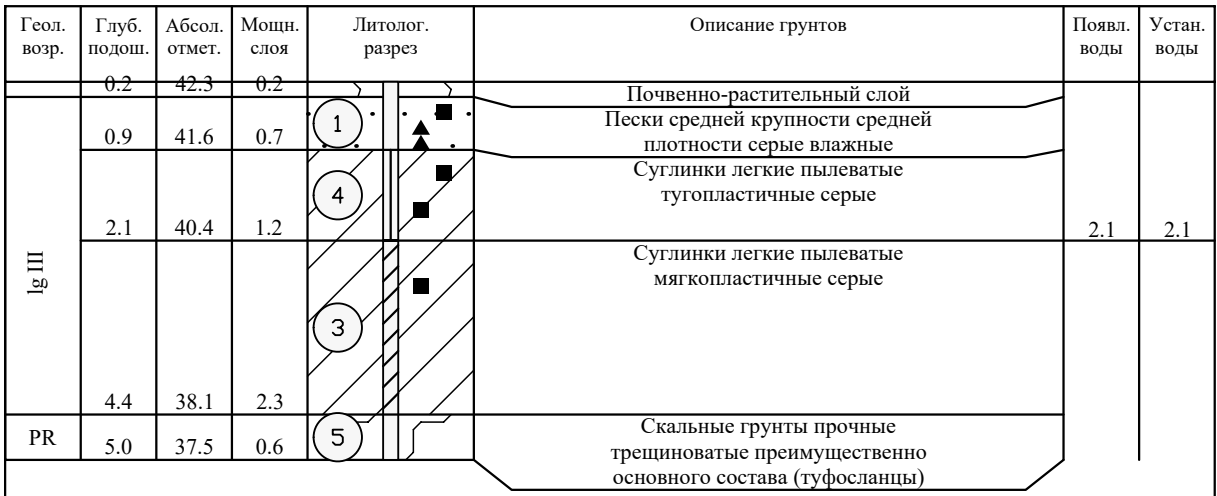 Геол. возр.
Глуб. подош.
Абсол. отмет.
Мощн. слоя
Литолог. разрез
Описание грунтов
Появл. воды
Устан. воды
0.2 42.3 0.2
Почвенно-растительный слой
1
Пески средней крупности средней
0.9 41.6 0.7
плотности серые влажные
Суглинки легкие пылеватые
4
тугопластичные серые
2.1 40.4 1.2
2.1 2.1
lg III
Суглинки легкие пылеватые
мягкопластичные серые
3
4.4 38.1 2.3
PR
5.0 37.5 0.6
5
Скальные грунты прочные
трещиноватые преимущественно
основного состава (туфосланцы)